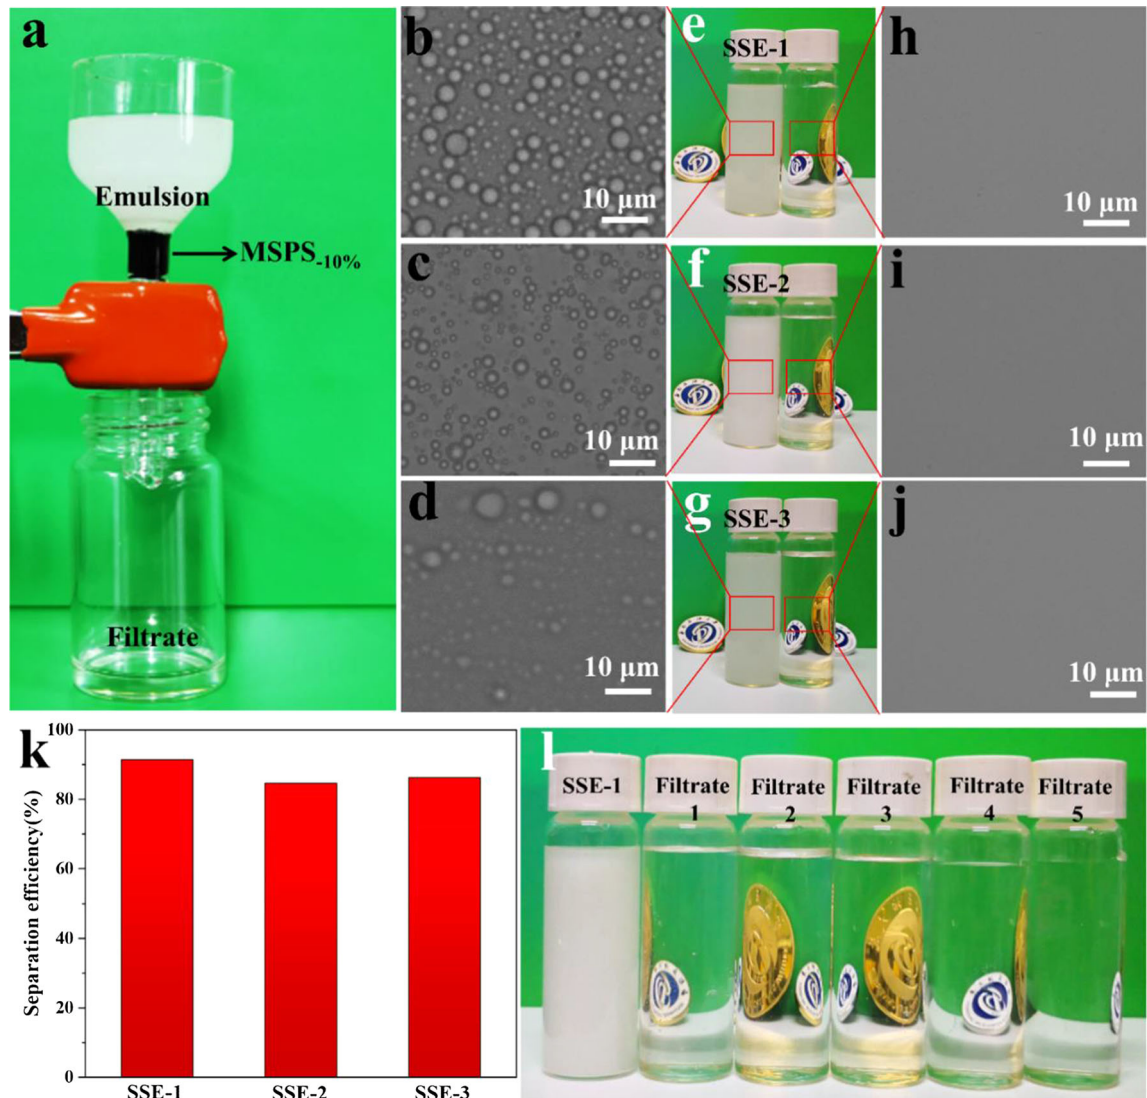 a
Emulsion
MSPS-10%
Filtrate
b
10 μm
c
10 μm
d
10 μm
e
SSE-1
f
SSE-2
g
SSE-3
h
10 μm
i
10 μm
j
10 μm
k
100
80
60
40
20
0
Separation efficiency(%)
SSE-1
SSE-2
SSE-3
l
SSE-1
Filtrate
1
Filtrate
2
Filtrate
3
Filtrate
4
Filtrate
5